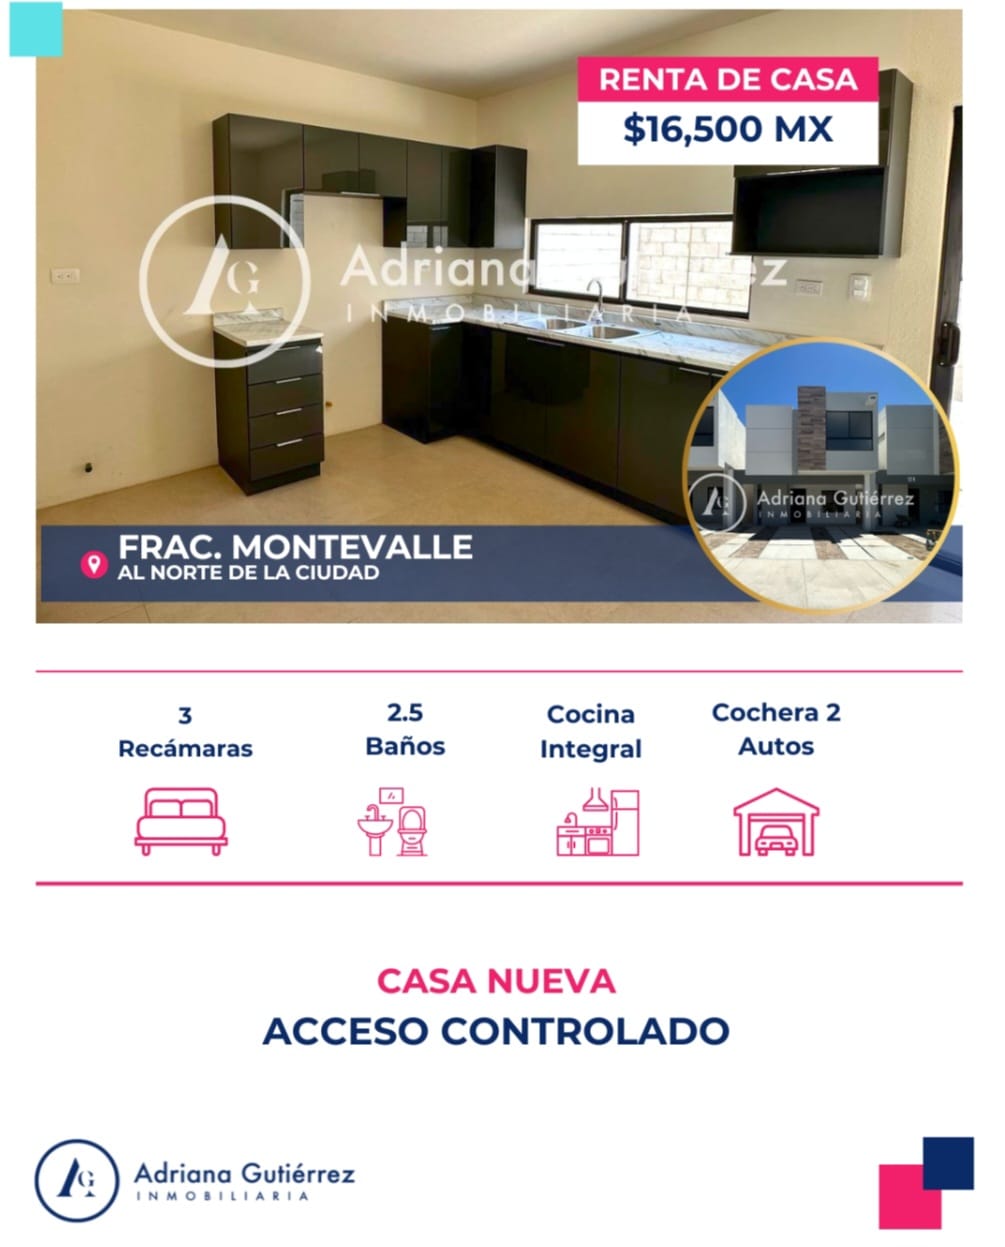 RENTA DE CASA
$16,500 MX
AG
Adriana Gutiérrez
INMOBILIARIA
AG
Adriana Gutiérrez
INMOBILIARIA
FRAC. MONTEVALLE
AL NORTE DE LA CIUDAD
3
Recámaras
2.5
Baños
Cocina
Integral
Cochera 2
Autos
CASA NUEVA
ACCESO CONTROLADO
AG
Adriana Gutiérrez
INMOBILIARIA